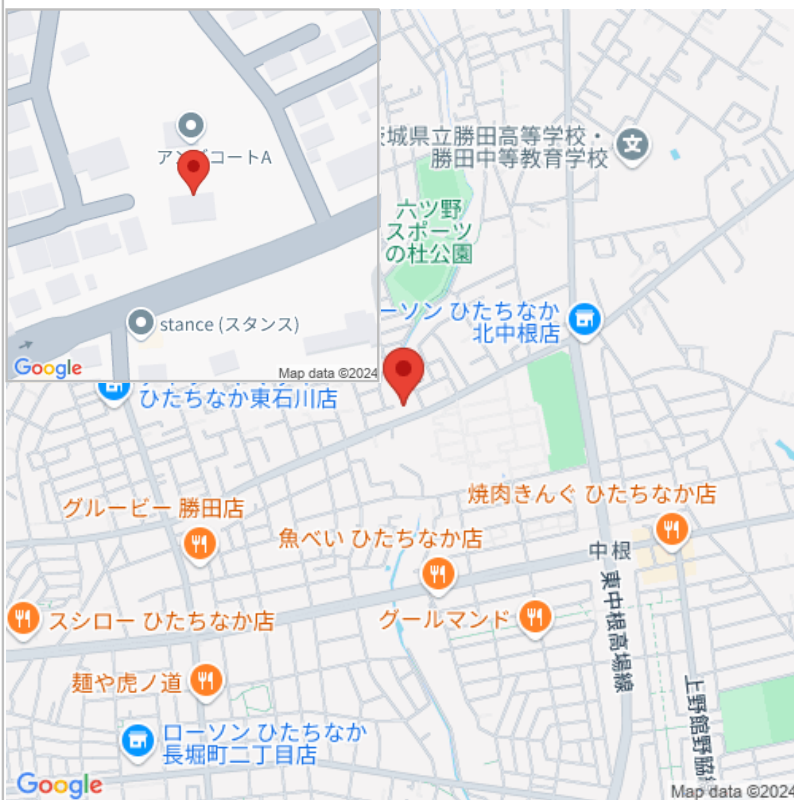 アンプコートA
stance (スタンス)
Google
Map data ©2024
茨城県立勝田高等学校・
勝田中等教育学校
六ツ野
スポーツ
の杜公園
ーソン ひたちなか
北中根店
ひたちなか東石川店
グルービー 勝田店
焼肉きんぐ ひたちなか店
魚べい ひたちなか店
中根
スシロー ひたちなか店
グールマンド
東中根高場線
麺や虎ノ道
上野館野脇
ローソン ひたちなか
長堀町二丁目店
Google
Map data ©2024